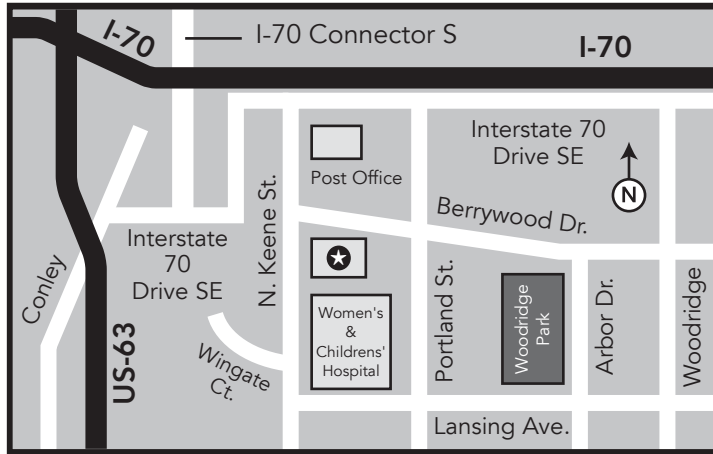 I-70
I-70 Connector S
I-70
Interstate 70
Drive SE
N
Post Office
Berrywood Dr.
Interstate
70
Drive SE
N. Keene St.
Conley
US-63
Wingate
Ct.
Women's
&
Childrens'
Hospital
Portland St.
Woodridge
Park
Arbor Dr.
Woodridge
Lansing Ave.